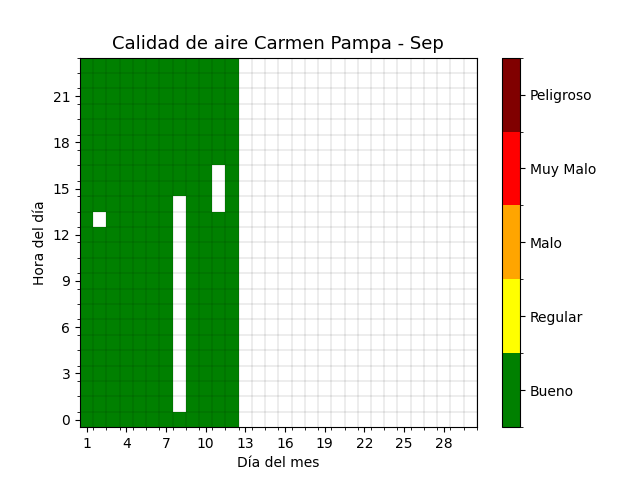 Calidad de aire Carmen Pampa - Sep
Hora del día
21
18
15
12
9
6
3
0
1 4 7 10 13 16 19 22 25 28
Día del mes
Peligroso
Muy Malo
Malo
Regular
Bueno